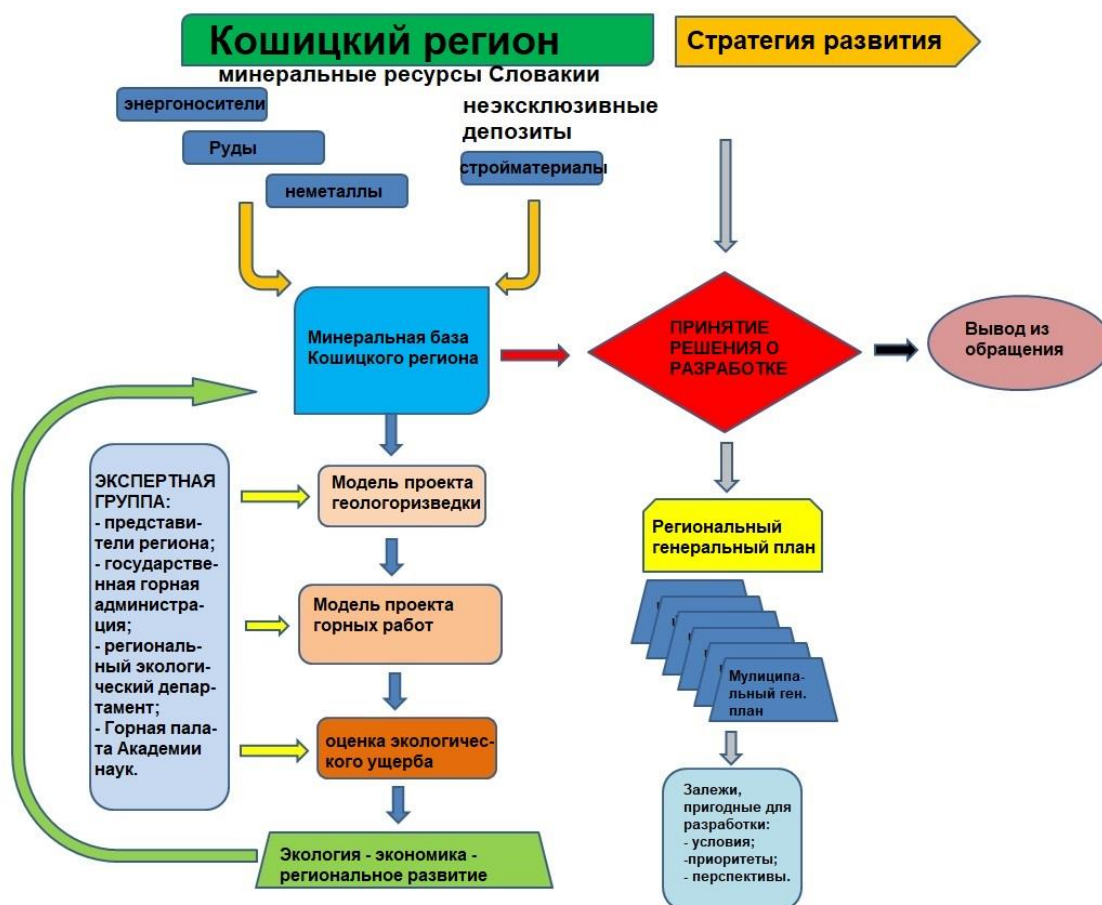 Кошицкий регион
Стратегия развития
минеральные ресурсы Словакии
энергоносители
Руды
неметаллы
неэксклюзивные
депозиты
стройматериалы
Минеральная база
Кошицкого региона
ПРИНЯТИЕ
РЕШЕНИЯ О
РАЗРАБОТКЕ
Вывод из
обращения
ЭКСПЕРТНАЯ
ГРУППА:
- представи-
тели региона;
- государстве-
нная горная
администра-
ция;
- региональ-
ный экологи-
ческий депар-
тамент;
- Горная пала-
та Академии
наук.
Модель проекта
геологоризведки
Модель проекта
горных работ
оценка экологичес-
кого ущерба
Экология - экономика -
региональное развитие
Региональный
генеральный план
Мулиципа-
льный ген.
план
Залежи,
пригодные для
разработки:
- условия;
-приоритеты;
- перспективы.